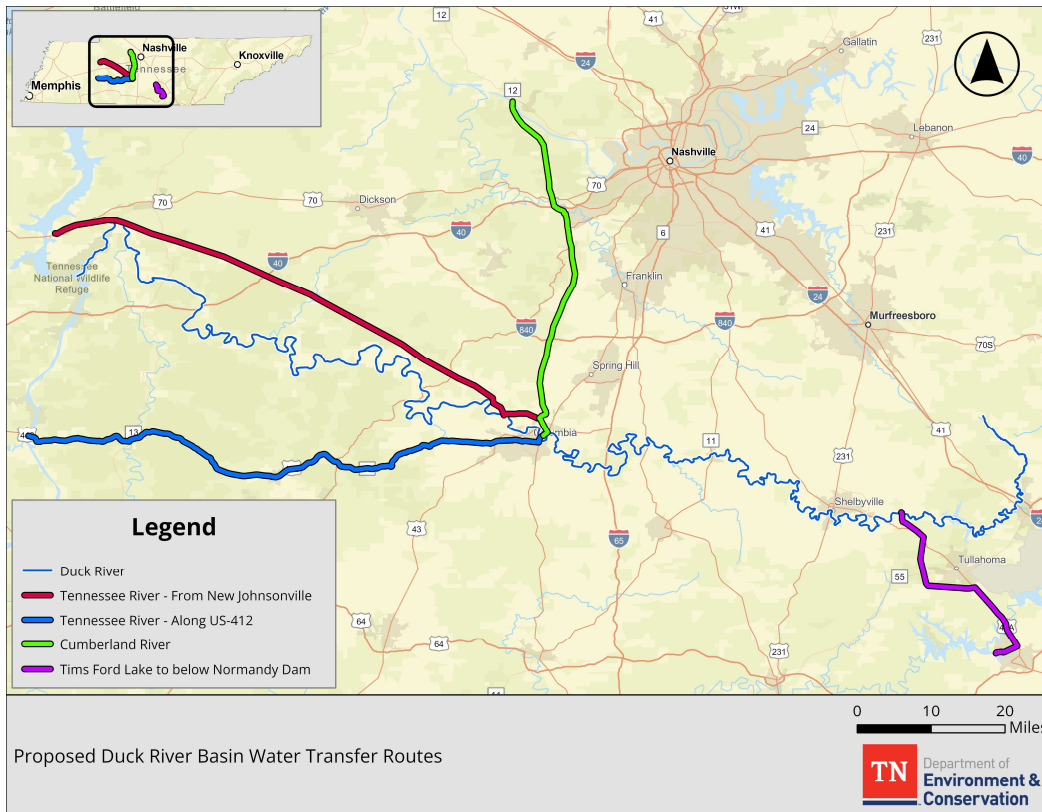 Nashville
Tennessee
Knoxville
Memphis
12
41
31W
231
Gallatin
24
12
24
Lebanon
Nashville
40
70
70
Dickson
40
6
41
231
Tennessee
National Wildlife
Refuge
40
Franklin
24
840
840
Murfreesboro
70S
Spring Hill
13
11
41
231
Shelbyville
43
65
Tullahoma
55
64
64
231
Legend
Duck River
Tennessee River - From New Johnsonville
Tennessee River - Along US-412
Cumberland River
Tims Ford Lake to below Normandy Dam
0 10 20
Miles
Proposed Duck River Basin Water Transfer Routes
TN
Department of
Environment &
Conservation